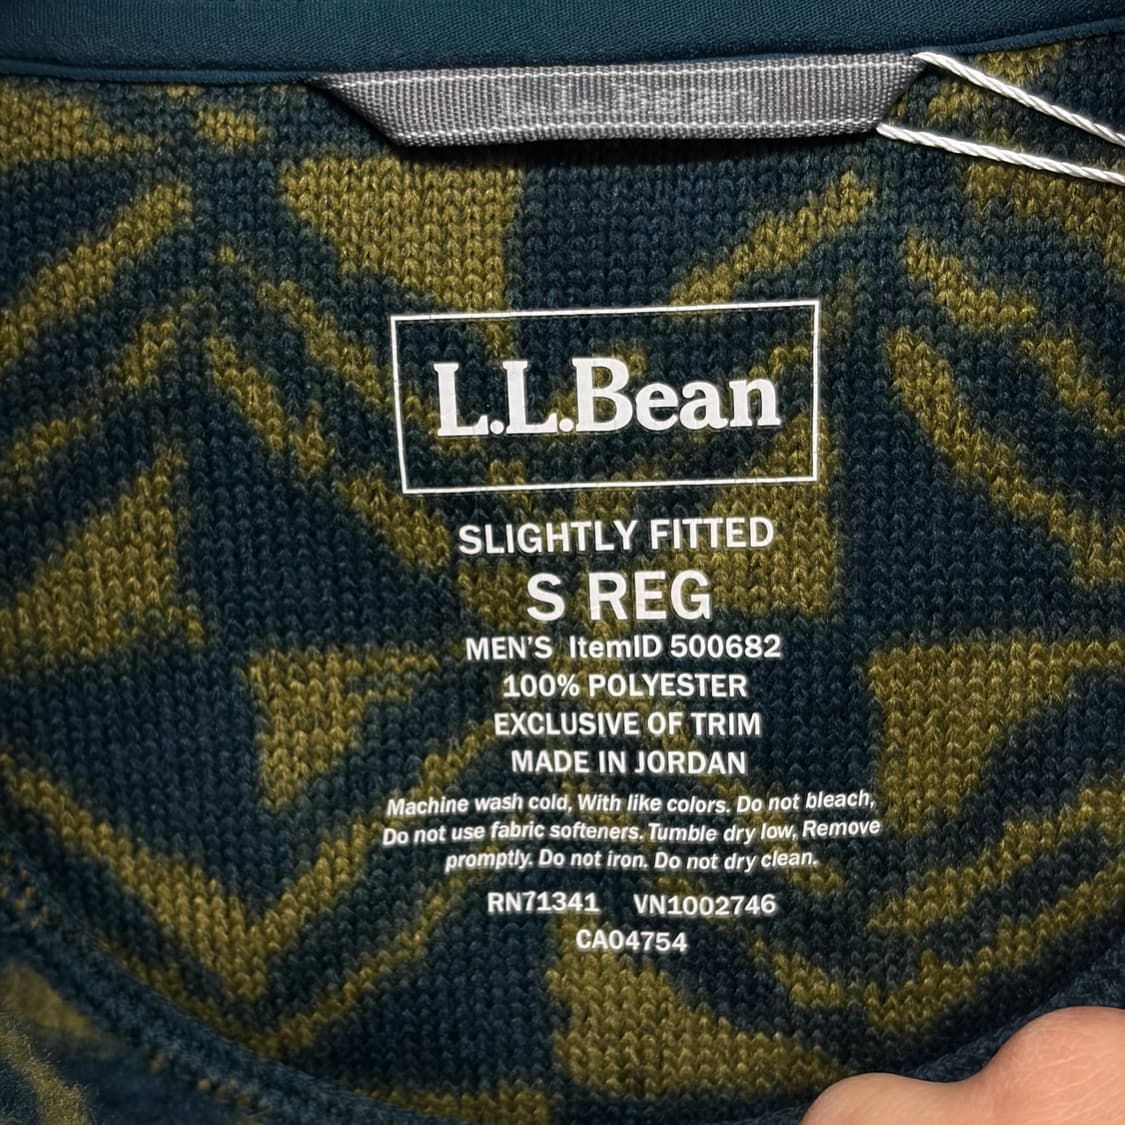 L.L.Bean
L.L.Bean
SLIGHTLY FITTED
S REG
MEN'S ItemID 500682
100% POLYESTER
EXCLUSIVE OF TRIM
MADE IN JORDAN
Machine wash cold, With like colors. Do not bleach,
Do not use fabric softeners. Tumble dry low, Remove
promptly. Do not iron. Do not dry clean.
RN71341 VN1002746
CA04754